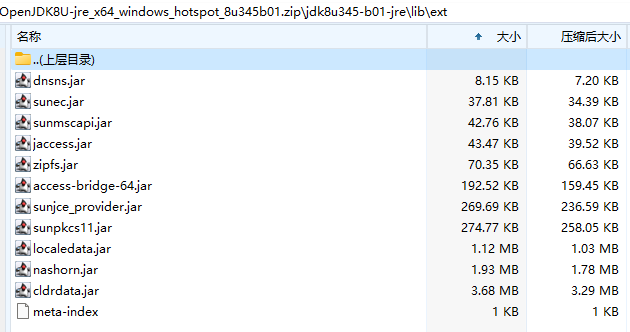 OpenJDK8U-jre_x64_windows_hotspot_8u345b01.zip\jdk8u345-b01-jre\lib\ext
名称 大小 压缩后大小
..(上层目录)
dnsns.jar 8.15 KB 7.20 KB
sunec.jar 37.81 KB 34.39 KB
sunmscapi.jar 42.76 KB 38.07 KB
jaccess.jar 43.47 KB 39.52 KB
zipfs.jar 70.35 KB 66.63 KB
access-bridge-64.jar 192.52 KB 159.45 KB
sunjce_provider.jar 269.69 KB 236.59 KB
sunpkcs11.jar 274.77 KB 258.05 KB
localedata.jar 1.12 MB 1.03 MB
nashorn.jar 1.93 MB 1.78 MB
cldrdata.jar 3.68 MB 3.29 MB
meta-index 1 KB 1 KB